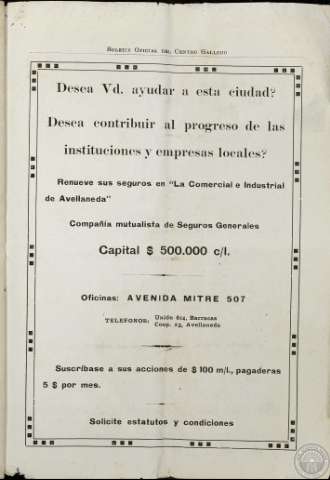 Boletin Oficial del Centro Gallego
Desea Vd. ayudar a esta ciudad?
Desea contribuir al progreso de las
instituciones y empresas locales?
Renueve sus seguros en "La Comercial e Industrial
de Avellaneda"
Compañía mutualista de Seguros Generales
Capital $ 500.000 c/l.
Oficinas: AVENIDA MITRE 507
TELEFONOS: Unión 614, Barracas
Coop. 63, Avellaneda
Suscríbase a sus acciones de $ 100 m/l., pagaderas
5 $ por mes.
Solicite estatutos y condiciones